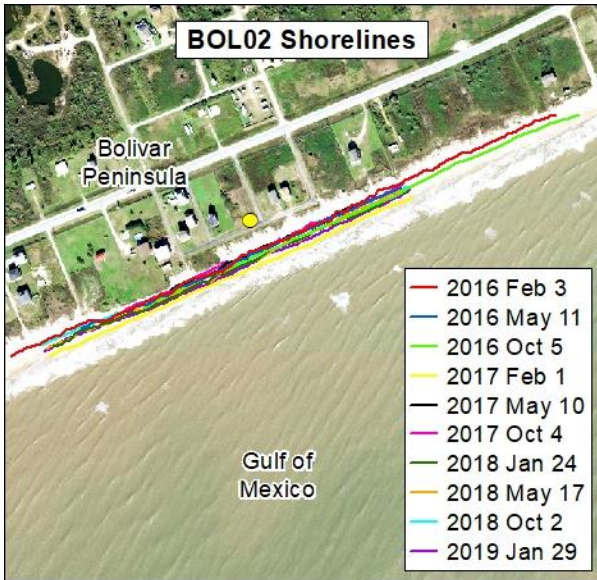 BOL02 Shorelines
Bolivar
Peninsula
2016 Feb 3
2016 May 11
2016 Oct 5
2017 Feb 1
2017 May 10
2017 Oct 4
2018 Jan 24
2018 May 17
2018 Oct 2
2019 Jan 29
Gulf of
Mexico